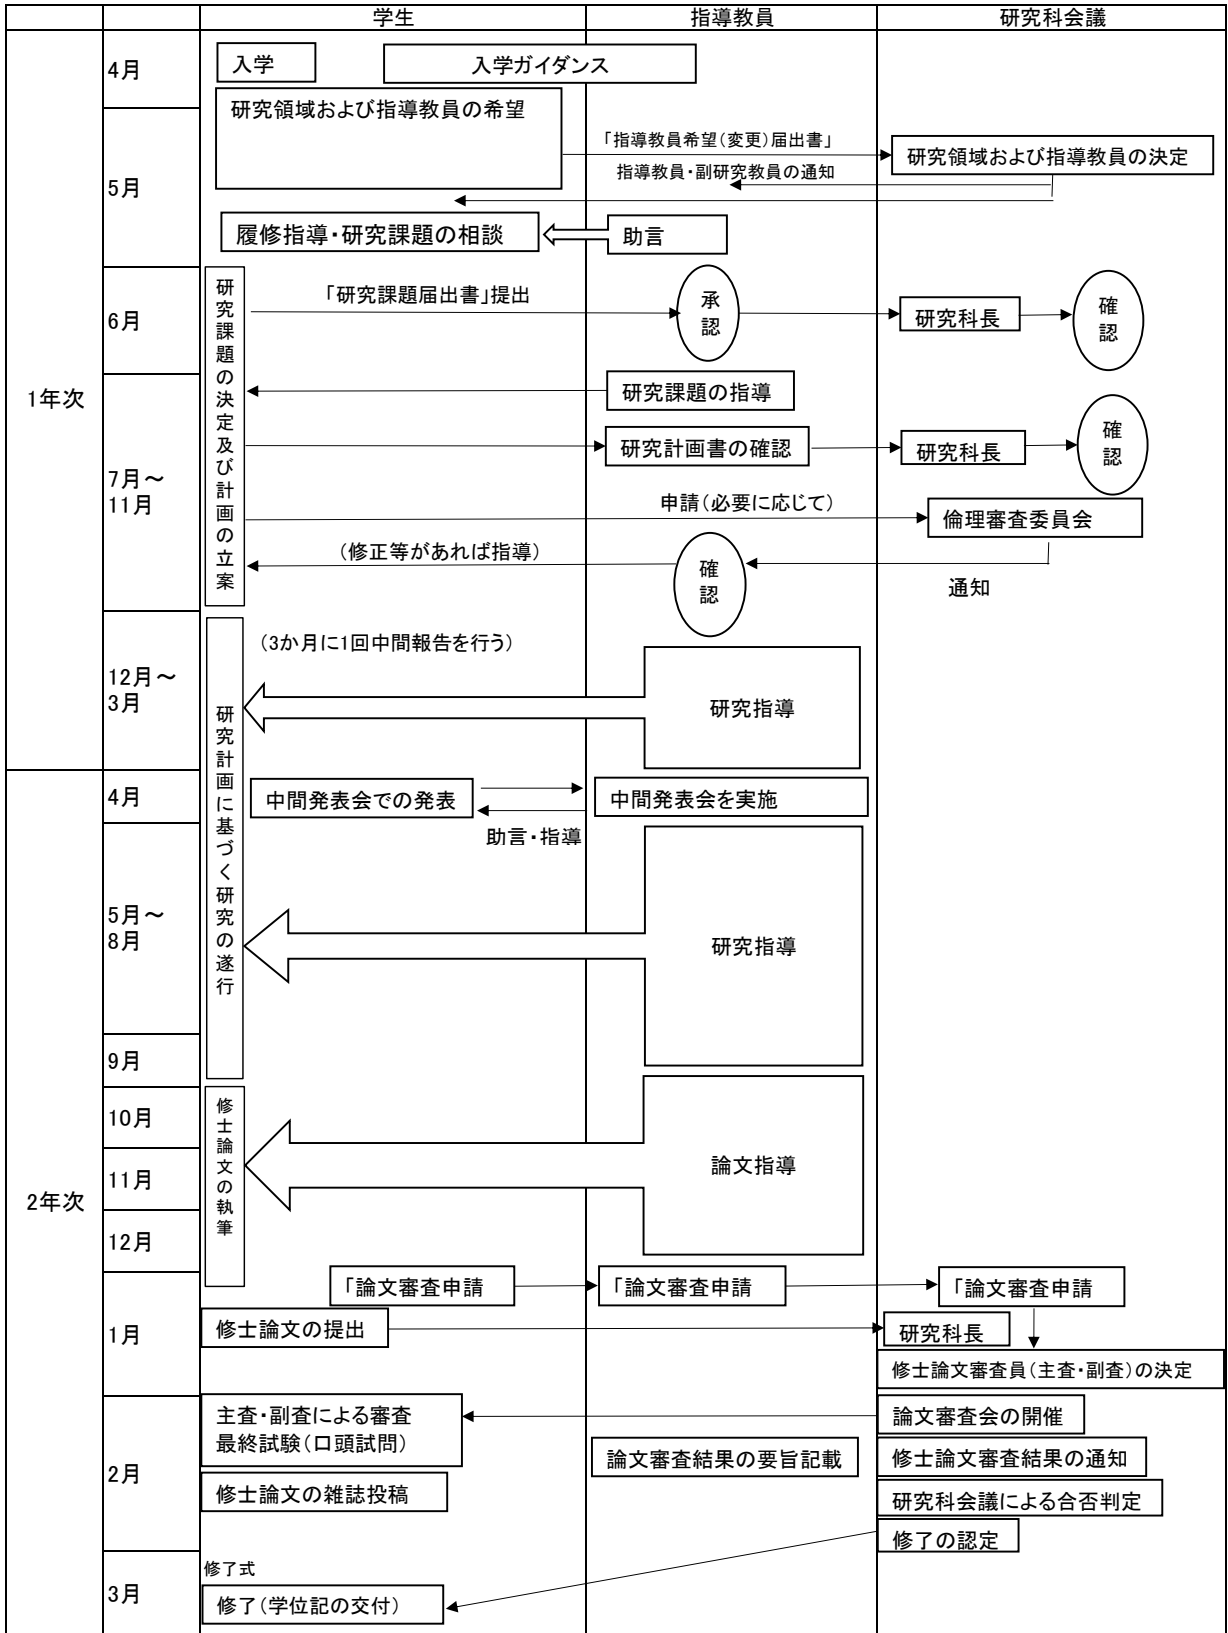 学生 指導教員 研究科会議
1年次
4月
入学 入学ガイダンス
研究領域および指導教員の希望
5月
「指導教員希望(変更)届出書」
研究領域および指導教員の決定
指導教員・副研究教員の通知
履修指導・研究課題の相談 助言
研究課題の決定及び計画の立案
6月
「研究課題届出書」提出 承認 研究科長 確認
7月～
11月
研究課題の指導
研究計画書の確認 研究科長 確認
申請(必要に応じて) 倫理審査委員会
(修正等があれば指導) 確認 通知
12月～
3月
(3か月に1回中間報告を行う)
研究計画に基づく研究の遂行
研究指導
2年次
4月
中間発表会での発表 中間発表会を実施
助言・指導
5月～
8月
研究指導
9月
10月
修士論文の執筆
論文指導
11月
12月
「論文審査申請 「論文審査申請 「論文審査申請
1月
修士論文の提出 研究科長
修士論文審査員(主査・副査)の決定
2月
主査・副査による審査
最終試験(口頭試問)
論文審査会の開催
論文審査結果の要旨記載 修士論文審査結果の通知
修士論文の雑誌投稿 研究科会議による合否判定
修了の認定
3月
修了式
修了(学位記の交付)